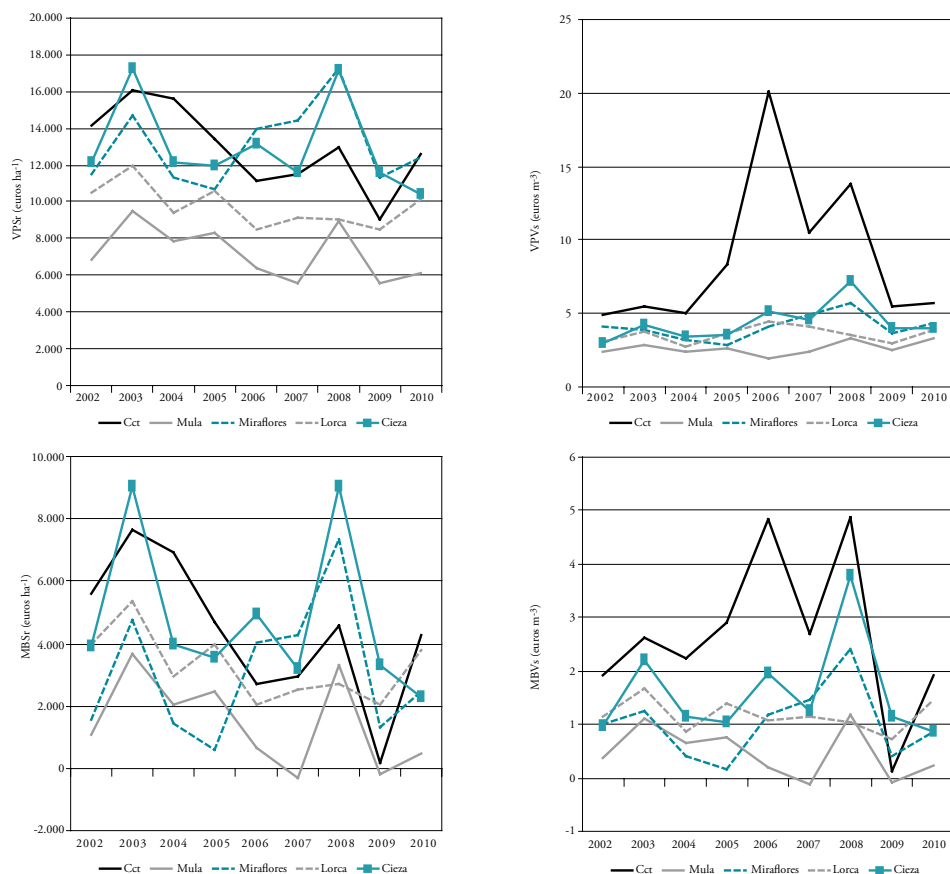 20.000
18.000
16.000
14.000
12.000
10.000
8.000
6.000
4.000
2.000
0
VPSr (euros ha-1)
2002 2003 2004 2005 2006 2007 2008 2009 2010
Cct Mula Miraflores Lorca Cieza
25
20
15
10
5
0
VPVs (euros m-3)
2002 2003 2004 2005 2006 2007 2008 2009 2010
Cct Mula Miraflores Lorca Cieza
10.000
8.000
6.000
4.000
2.000
0
-2.000
MBSr (euros ha-1)
2002 2003 2004 2005 2006 2007 2008 2009 2010
Cct Mula Miraflores Lorca Cieza
6
5
4
3
2
1
0
-1
MBVs (euros m-3)
2002 2003 2004 2005 2006 2007 2008 2009 2010
Cct Mula Miraflores Lorca Cieza